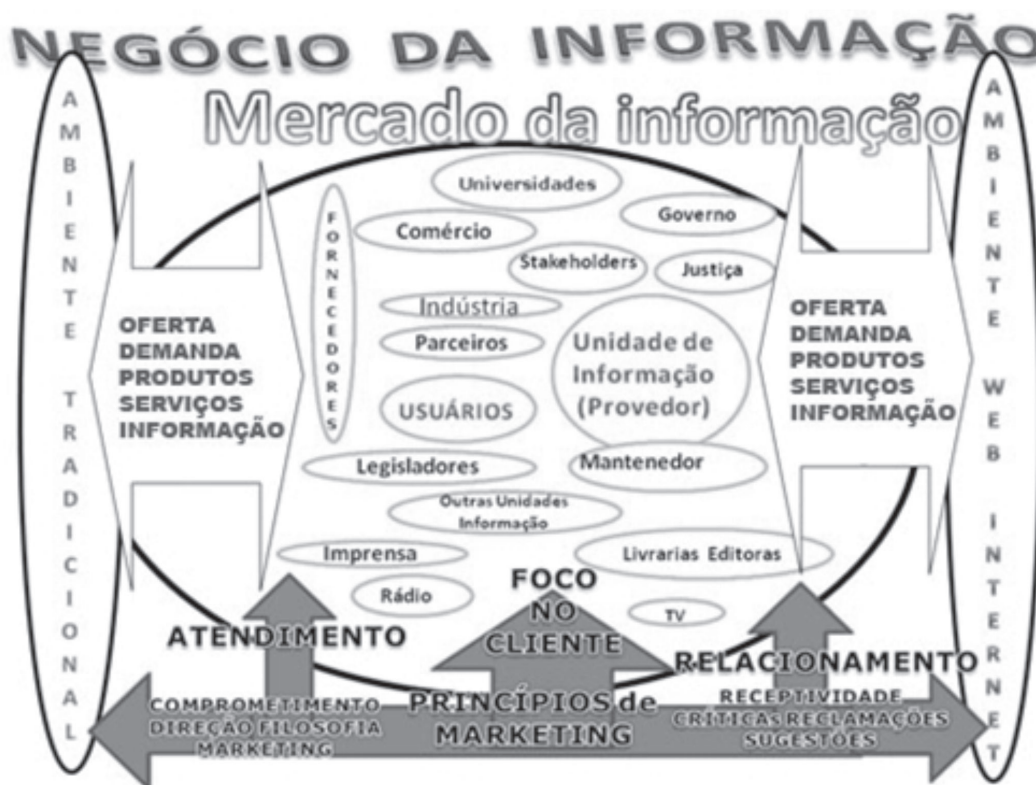 NEGÓCIO DA INFORMAÇÃO
Mercado da informação
AMBIENTE TRADICIONAL
AMBIENTE WEB INTERNET
OFERTA
DEMANDA
PRODUTOS
SERVIÇOS
INFORMAÇÃO
FORNECEDORES
Universidades
Governo
Comércio
Stakeholders
Justiça
Indústria
Parceiros
Unidade de
Informação
(Provedor)
USUÁRIOS
Legisladores
Mantenedor
Outras Unidades
Informação
Imprensa
Livrarias Editoras
Rádio
TV
OFERTA
DEMANDA
PRODUTOS
SERVIÇOS
INFORMAÇÃO
ATENDIMENTO
FOCO
NO
CLIENTE
RELACIONAMENTO
COMPROMETIMENTO
DIREÇÃO FILOSOFIA
MARKETING
PRINCÍPIOS de
MARKETING
RECEPTIVIDADE
CRÍTICAS RECLAMAÇÕES
SUGESTÕES